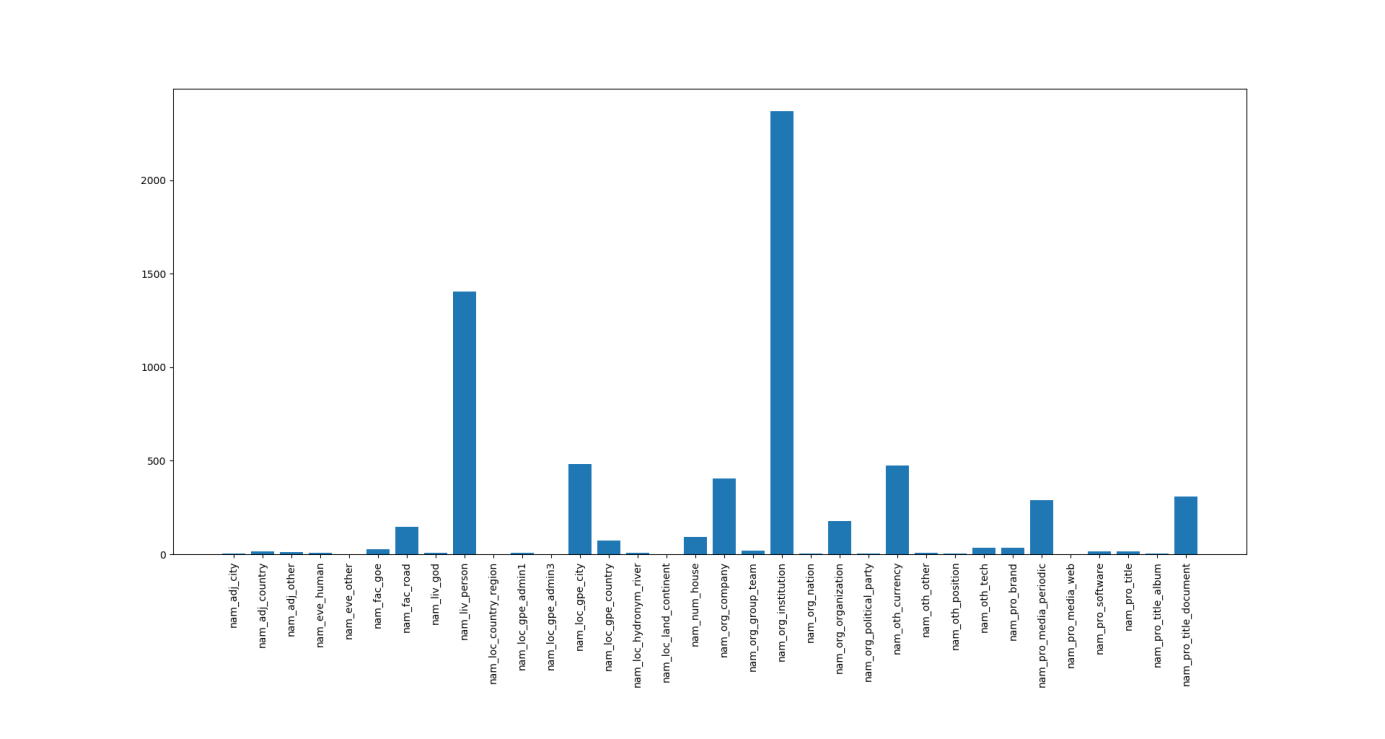 2000
1500
1000
500
0
nam_adj_city
nam_adj_country
nam_adj_other
nam_eve_human
nam_eve_other
nam_fac_goe
nam_fac_road
nam_liv_god
nam_liv_person
nam_loc_country_region
nam_loc_gpe_admin1
nam_loc_gpe_admin3
nam_loc_gpe_city
nam_loc_gpe_country
nam_loc_hydronym_river
nam_loc_land_continent
nam_num_house
nam_org_company
nam_org_group_team
nam_org_institution
nam_org_nation
nam_org_organization
nam_org_political_party
nam_oth_currency
nam_oth_other
nam_oth_position
nam_oth_tech
nam_pro_brand
nam_pro_media_periodic
nam_pro_media_web
nam_pro_software
nam_pro_title
nam_pro_title_album
nam_pro_title_document